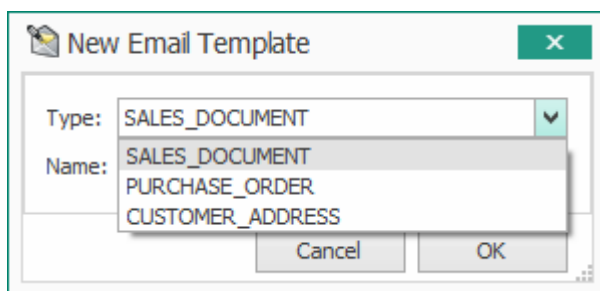 New Email Template
Type: SALES_DOCUMENT
SALES_DOCUMENT
Name:
PURCHASE_ORDER
CUSTOMER_ADDRESS
Cancel OK